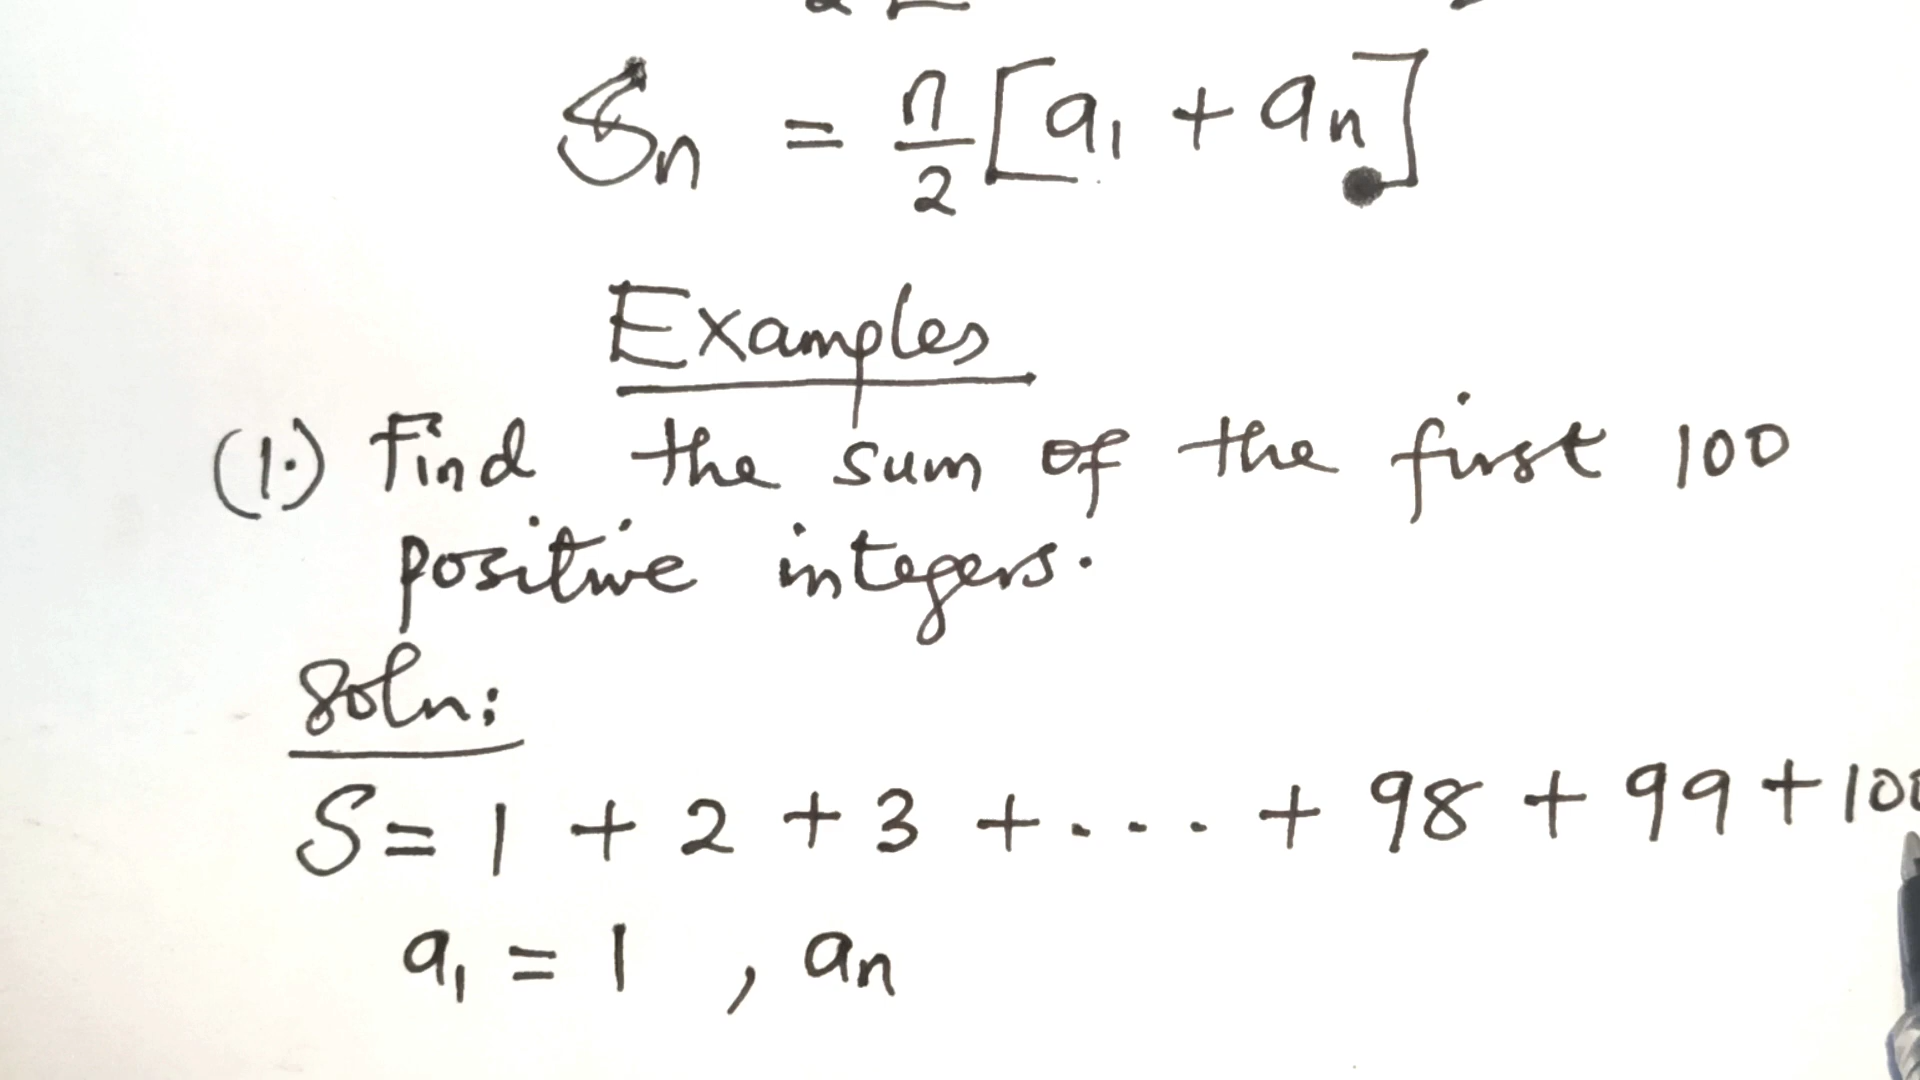 Sn = n/2 [a₁ + an]
Examples
(1.) Find the sum of the first 100
positive integers.
Soln:
S = 1 + 2 + 3 + . . . + 98 + 99 + 100
a₁ = 1 , an